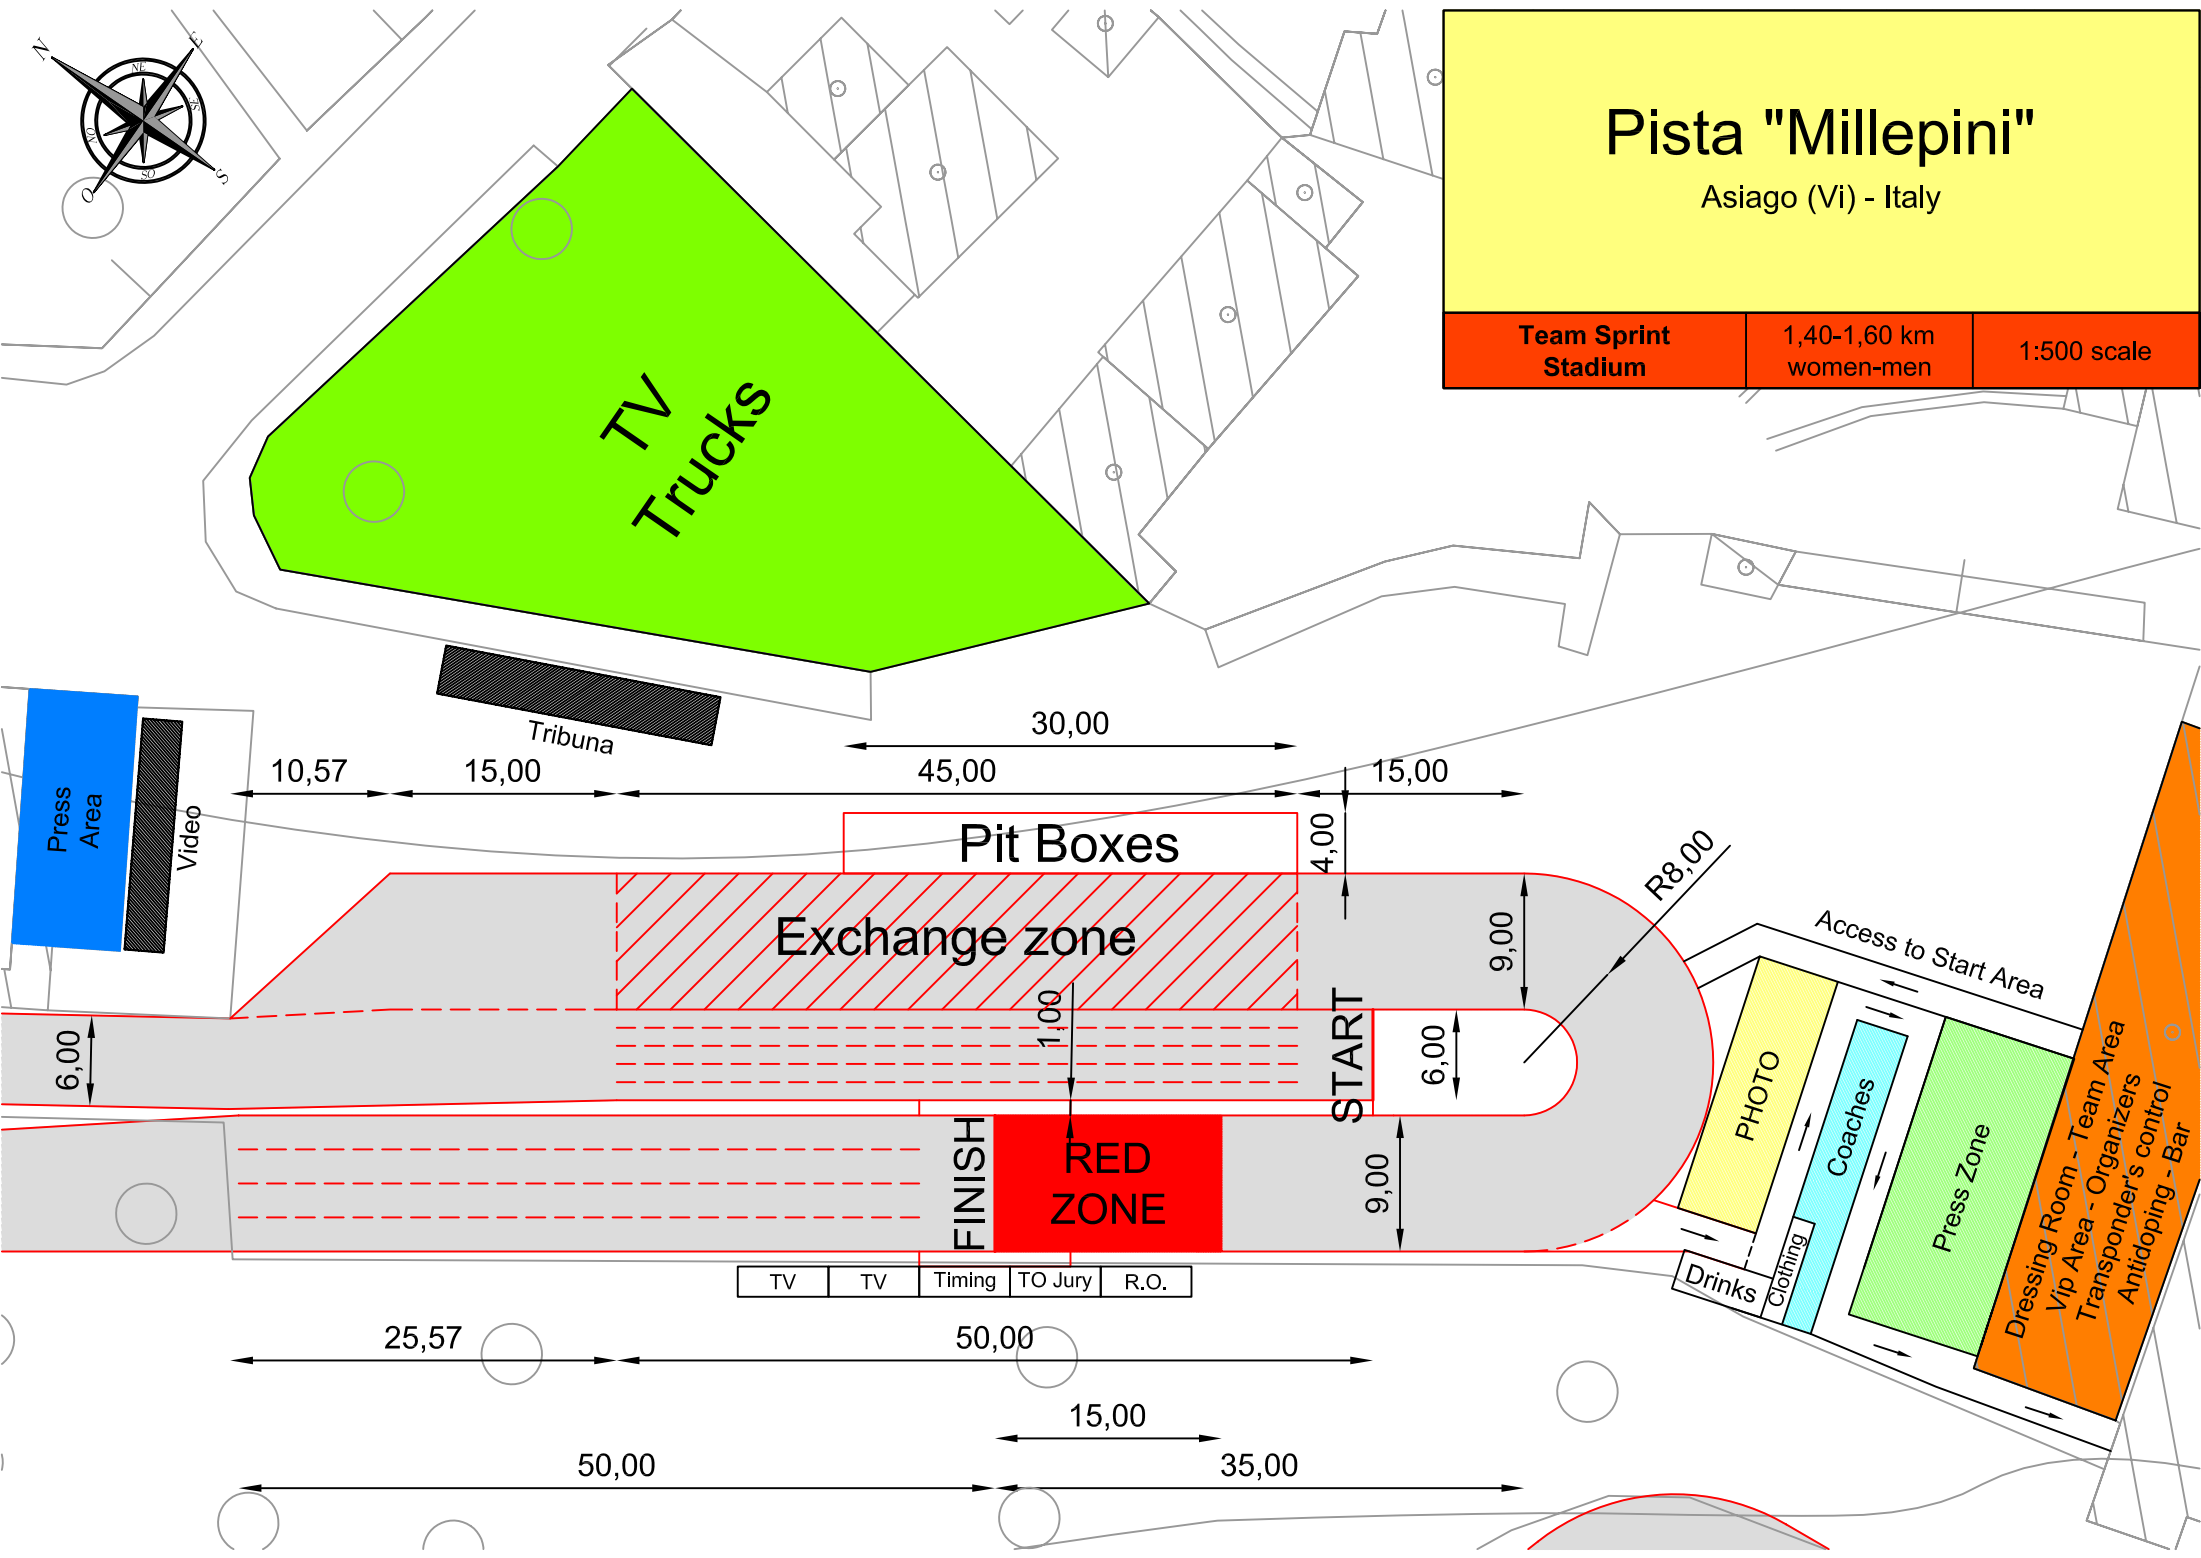 N
E
NE
SE
S
SO
O
NO
Pista "Millepini"
Asiago (Vi) - Italy
Team Sprint
Stadium
1,40-1,60 km
women-men
1:500 scale
TV
Trucks
Tribuna
Press
Area
Video
30,00
10,57
15,00
45,00
15,00
Pit Boxes
4,00
R8,00
Exchange zone
9,00
1,00
START
6,00
6,00
Access to Start Area
PHOTO
Coaches
Press Zone
Dressing Room - Team Area
Vip Area - Organizers
Transponder's control
Antidoping - Bar
FINISH
RED
ZONE
9,00
TV
TV
Timing
TO Jury
R.O.
Drinks
Clothing
25,57
50,00
15,00
50,00
35,00